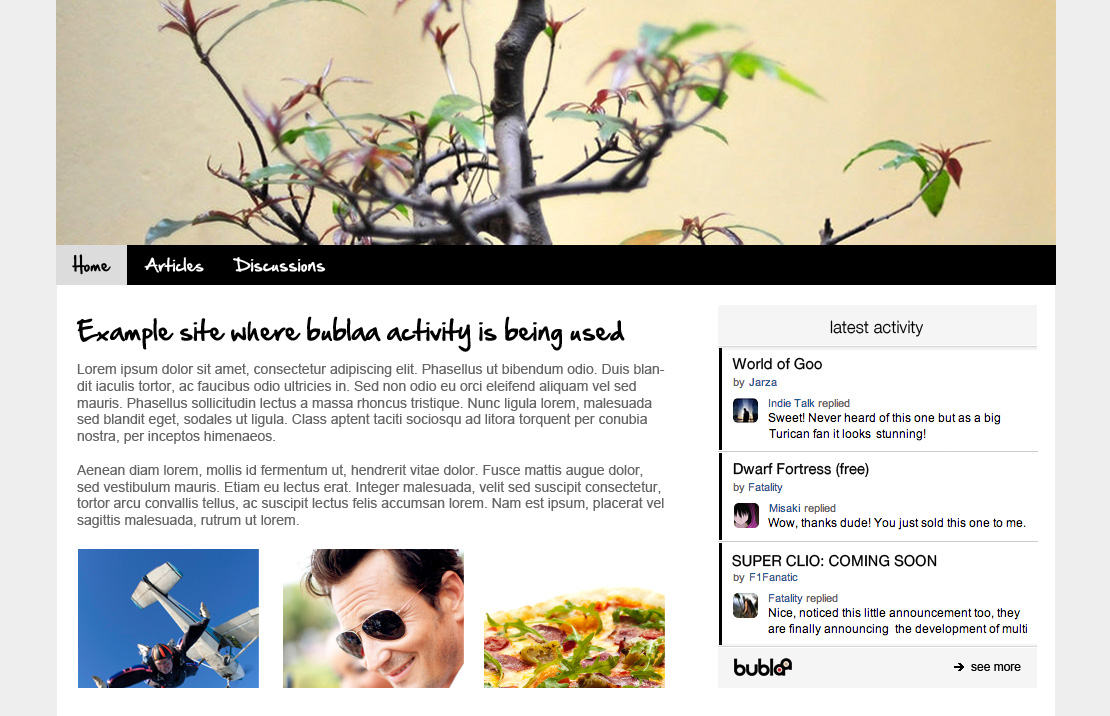 Home Articles Discussions
Example site where bublaa activity is being used
Lorem ipsum dolor sit amet, consectetur adipiscing elit. Phasellus ut bibendum odio. Duis blan-
dit iaculis tortor, ac faucibus odio ultricies in. Sed non odio eu orci eleifend aliquam vel sed
mauris. Phasellus sollicitudin lectus a massa rhoncus tristique. Nunc ligula lorem, malesuada
sed blandit eget, sodales ut ligula. Class aptent taciti sociosqu ad litora torquent per conubia
nostra, per inceptos himenaeos.
Aenean diam lorem, mollis id fermentum ut, hendrerit vitae dolor. Fusce mattis augue dolor,
sed vestibulum mauris. Etiam eu lectus erat. Integer malesuada, velit sed suscipit consectetur,
tortor arcu convallis tellus, ac suscipit lectus felis accumsan lorem. Nam est ipsum, placerat vel
sagittis malesuada, rutrum ut lorem.
latest activity
World of Goo
by Jarza
Indie Talk replied
Sweet! Never heard of this one but as a big
Turican fan it looks stunning!
Dwarf Fortress (free)
by Fatality
Misaki replied
Wow, thanks dude! You just sold this one to me.
SUPER CLIO: COMING SOON
by F1Fanatic
Fatality replied
Nice, noticed this little announcement too, they
are finally announcing the development of multi
bublaa
→ see more